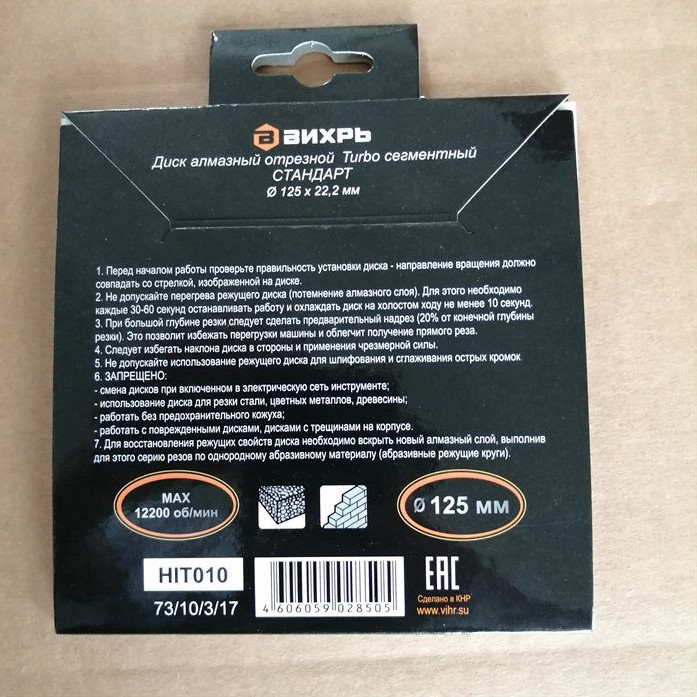 ВИХРЬ
Диск алмазный отрезной Turbo сегментный
СТАНДАРТ
Ø 125 x 22,2 мм
1. Перед началом работы проверьте правильность установки диска - направление вращения должно
совпадать со стрелкой, изображенной на диске.
2. Не допускайте перегрева режущего диска (потемнение алмазного слоя). Для этого необходимо
каждые 30-60 секунд останавливать работу и охлаждать диск на холостом ходу не менее 10 секунд.
3. При большой глубине резки,следует сделать предварительный надрез (20% от конечной глубины
резки). Это позволит избежать перегрузки машины и облегчит получение прямого реза.
4. Следует избегать наклона диска в стороны и применения чрезмерной силы.
5. Не допускайте использование режущего диска для шлифования и сглаживания острых кромок
6. ЗАПРЕЩЕНО:
- смена дисков при включенном в электрическую сеть инструменте;
- использование диска для резки стали, цветных металлов, древесины;
- работать без предохранительного кожуха;
- работать с поврежденными дисками, дисками с трещинами на корпусе.
7. Для восстановления режущих свойств диска необходимо вскрыть новый алмазный слой, выполнив
для этого серию резов по однородному абразивному материалу (абразивные режущие круги).
MAX
12200 об/мин
Ø 125 мм
HIT010
73/10/3/17
4 606059 028505
EAC
Сделано в КНР
www.vihr.su